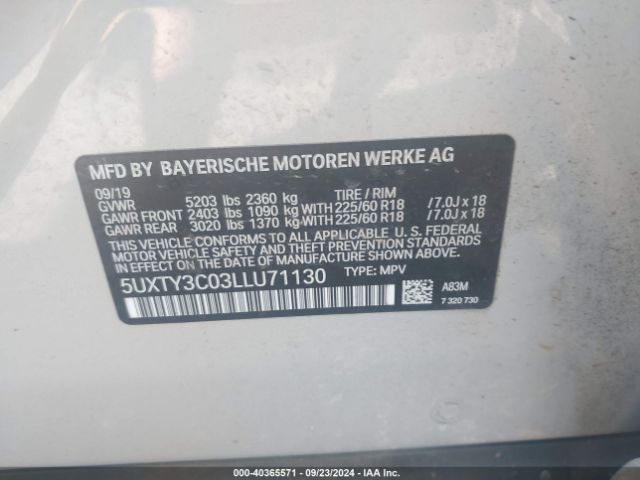 MFD BY BAYERISCHE MOTOREN WERKE AG
09/19
GVWR 5203 lbs 2360 kg TIRE / RIM
GAWR FRONT 2403 lbs 1090 kg WITH 225/60 R18 / 7.0J x 18
GAWR REAR 3020 lbs 1370 kg WITH 225/60 R18 / 7.0J x 18
THIS VEHICLE CONFORMS TO ALL APPLICABLE U. S. FEDERAL
MOTOR VEHICLE SAFETY, BUMPER, AND THEFT PREVENTION STANDARDS
IN EFFECT ON THE DATE OF MANUFACTURE SHOWN ABOVE.
5UXTY3C03LLU71130 TYPE: MPV
A83M
7 320 730
000-40365571 / 09/23/2024 - IAA Inc.